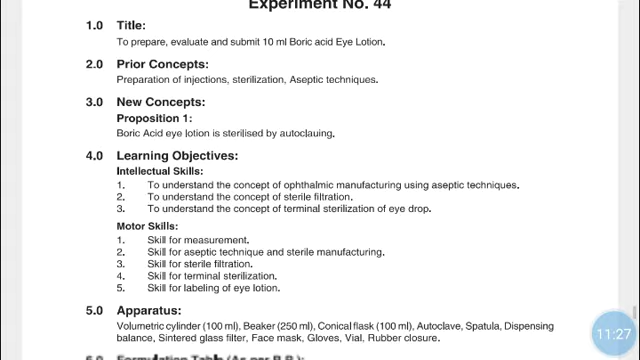 Experiment No. 44
1.0 Title:
To prepare, evaluate and submit 10 ml Boric acid Eye Lotion.
2.0 Prior Concepts:
Preparation of injections, sterilization, Aseptic techniques.
3.0 New Concepts:
Proposition 1:
Boric Acid eye lotion is sterilised by autoclauing.
4.0 Learning Objectives:
Intellectual Skills:
1. To understand the concept of ophthalmic manufacturing using aseptic techniques.
2. To understand the concept of sterile filtration.
3. To understand the concept of terminal sterilization of eye drop.
Motor Skills:
1. Skill for measurement.
2. Skill for aseptic technique and sterile manufacturing.
3. Skill for sterile filtration.
4. Skill for terminal sterilization.
5. Skill for labeling of eye lotion.
5.0 Apparatus:
Volumetric cylinder (100 ml), Beaker (250 ml), Conical flask (100 ml), Autoclave, Spatula, Dispensing
balance, Sintered glass filter, Face mask, Gloves, Vial, Rubber closure.
11:27